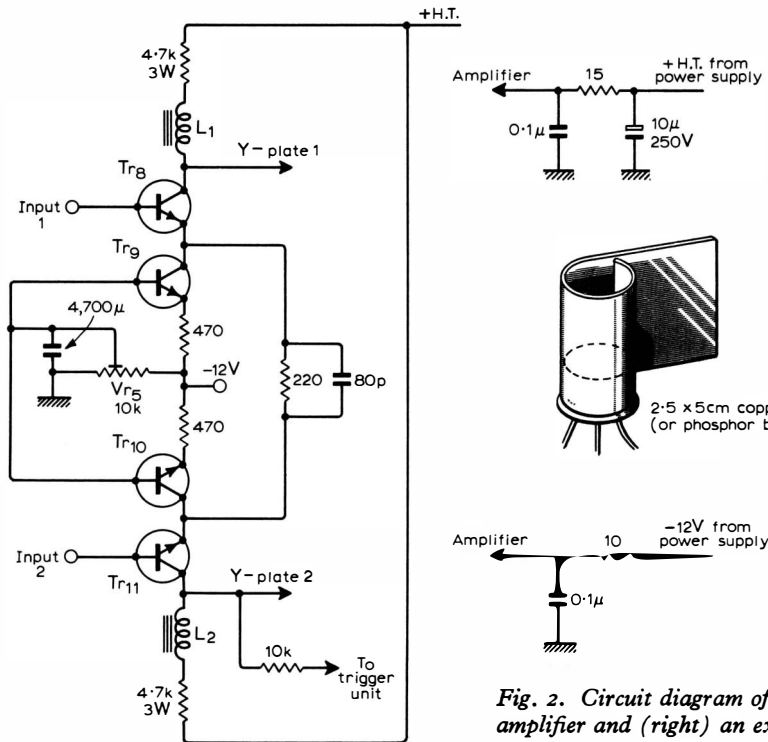 +H.T.
4·7k
3W
L1
Y-plate 1
Tr8
Input
1
Tr9
4,700μ
470
-12V
Vr5
10k
220
80p
470
Tr10
Input
2
Tr11
Y-plate 2
L2
10k
To
trigger
unit
4·7k
3W
Amplifier
15
+H.T. from
power supply
0·1μ
10μ
250V
2·5 x 5cm
(or phosphor
Amplifier
10
-12V from
power supply
0·1μ
Fig. 2. Circuit diagram of
amplifier and (right) an